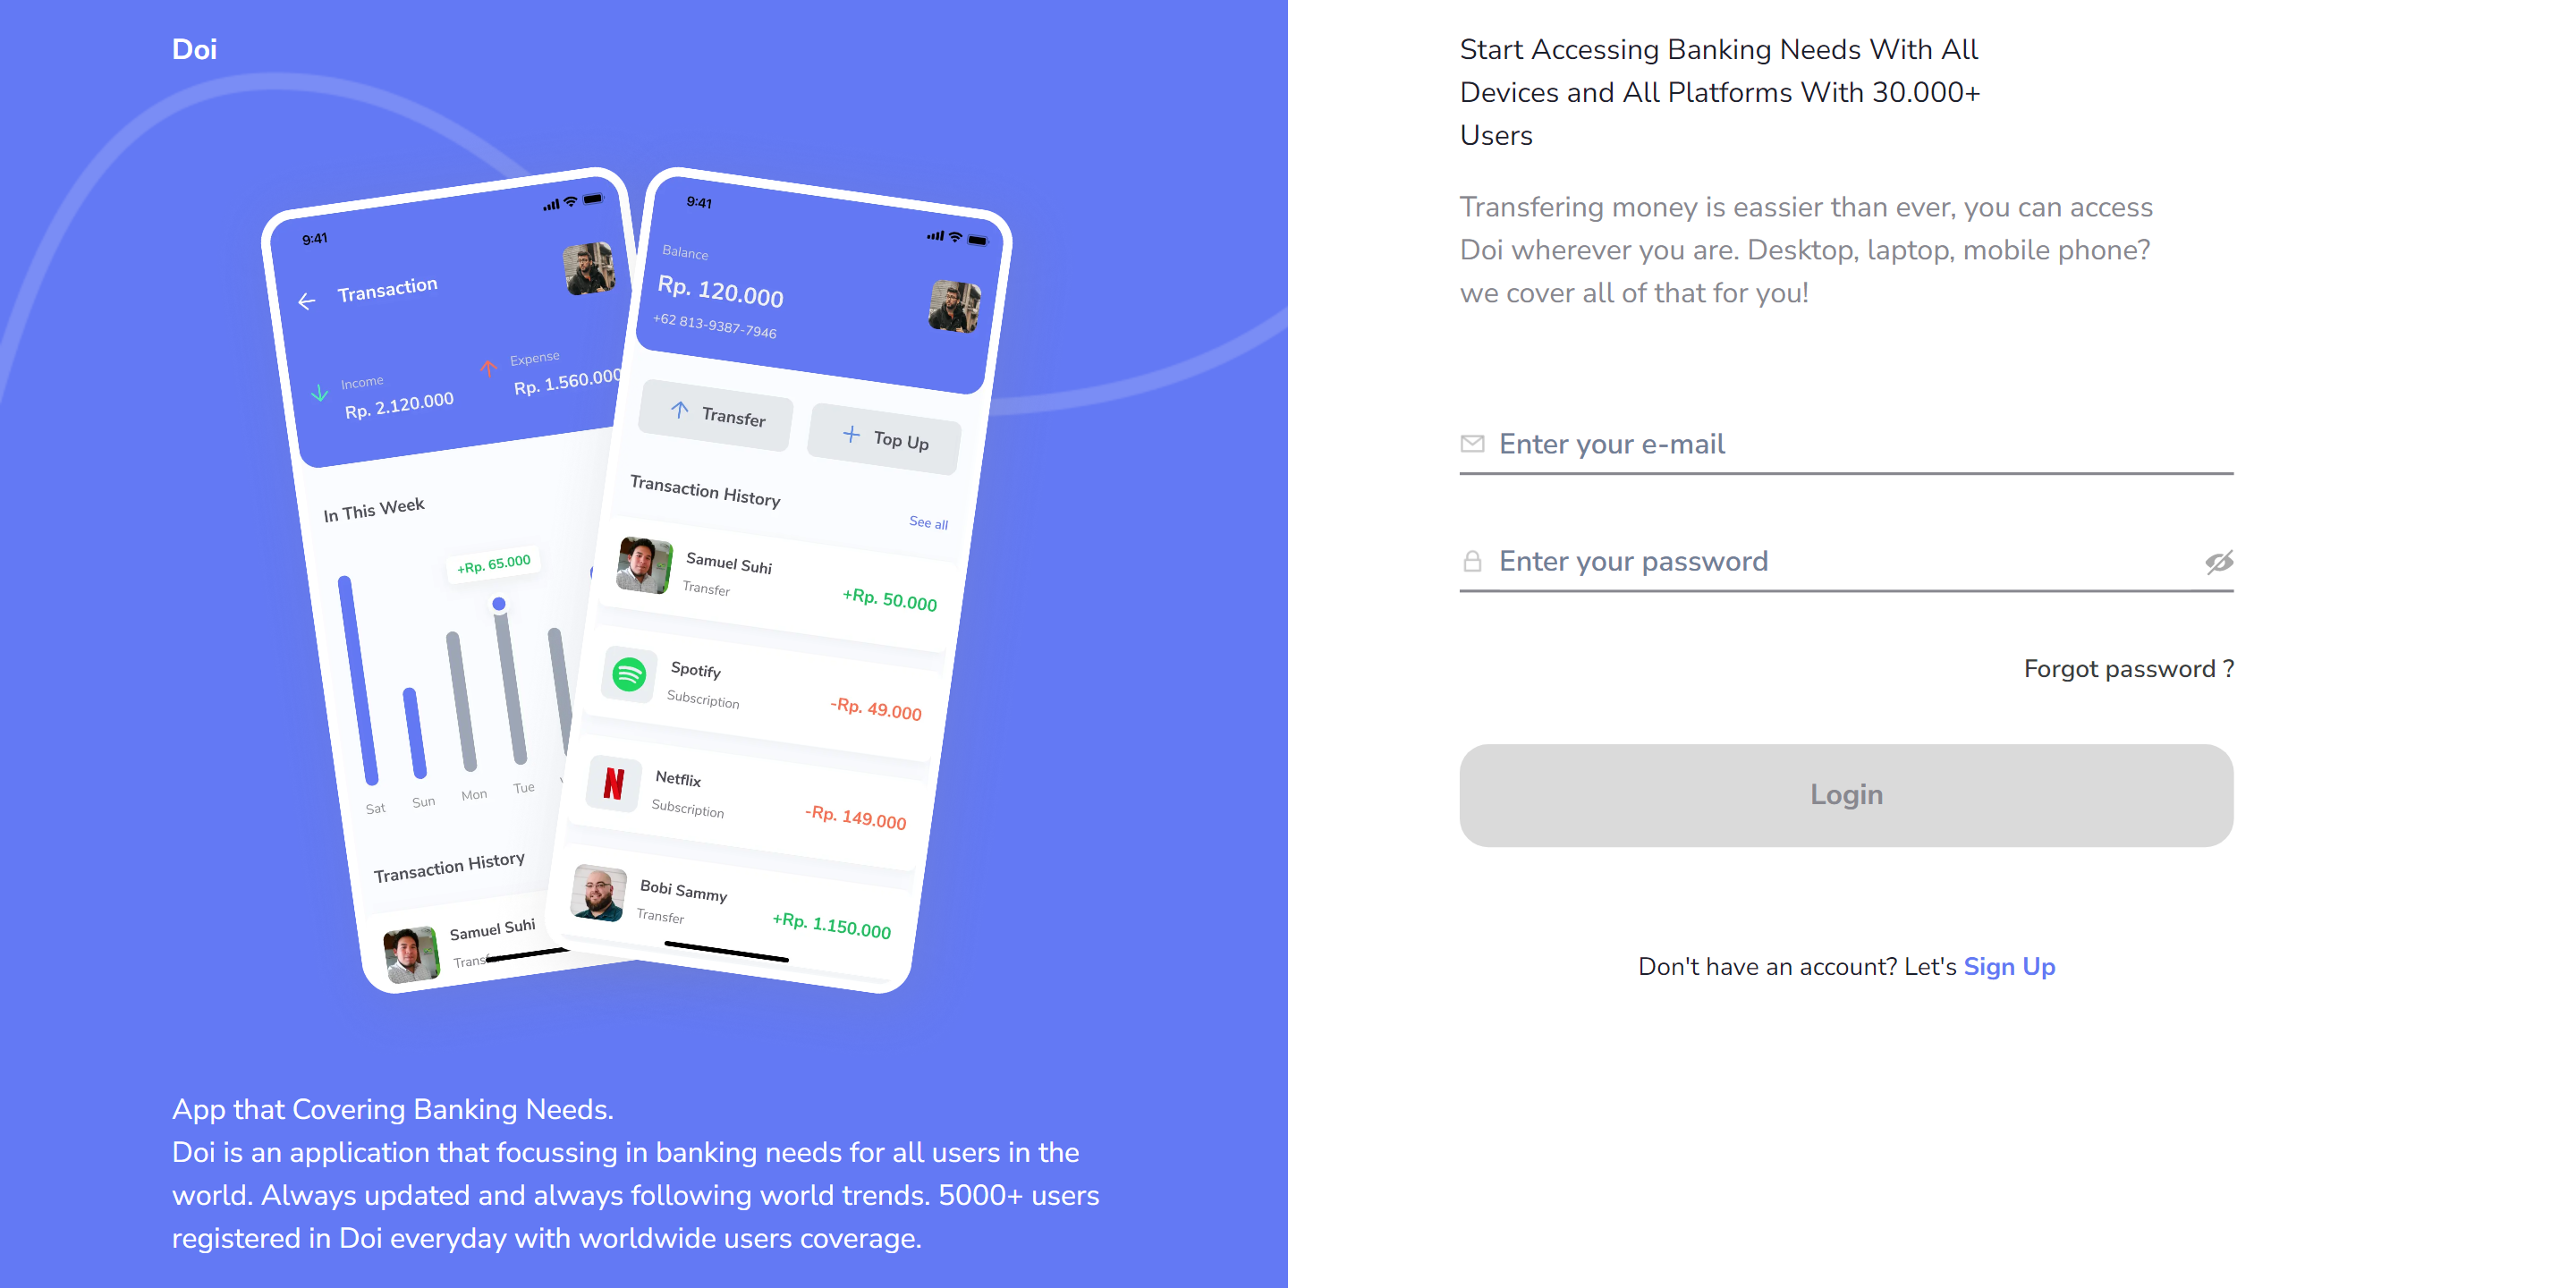 Doi
9:41
Transaction
Income
Rp. 2.120.000
Expense
Rp. 1.560.000
In This Week
+Rp. 65.000
Sat
Sun
Mon
Tue
Transaction History
Samuel Suhi
9:41
Balance
Rp. 120.000
+62 813-9387-7946
Transfer
Top Up
Transaction History
See all
Samuel Suhi
Transfer
+Rp. 50.000
Spotify
Subscription
-Rp. 49.000
Netflix
Subscription
-Rp. 149.000
Bobi Sammy
Transfer
+Rp. 1.150.000
App that Covering Banking Needs.
Doi is an application that focussing in banking needs for all users in the
world. Always updated and always following world trends. 5000+ users
registered in Doi everyday with worldwide users coverage.
Start Accessing Banking Needs With All
Devices and All Platforms With 30.000+
Users
Transfering money is eassier than ever, you can access
Doi wherever you are. Desktop, laptop, mobile phone?
we cover all of that for you!
Enter your e-mail
Enter your password
Forgot password ?
Login
Don't have an account? Let's Sign Up